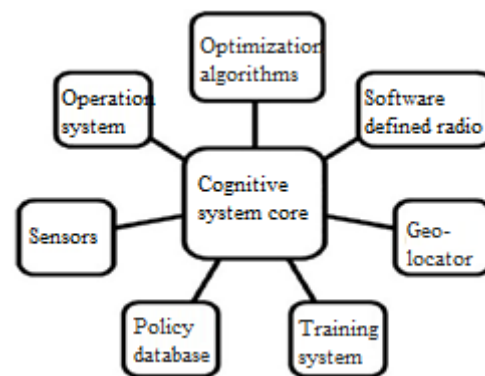 Optimization
algorithms
Operation
system
Software
defined radio
Cognitive
system core
Sensors
Geo-
locator
Policy
database
Training
system